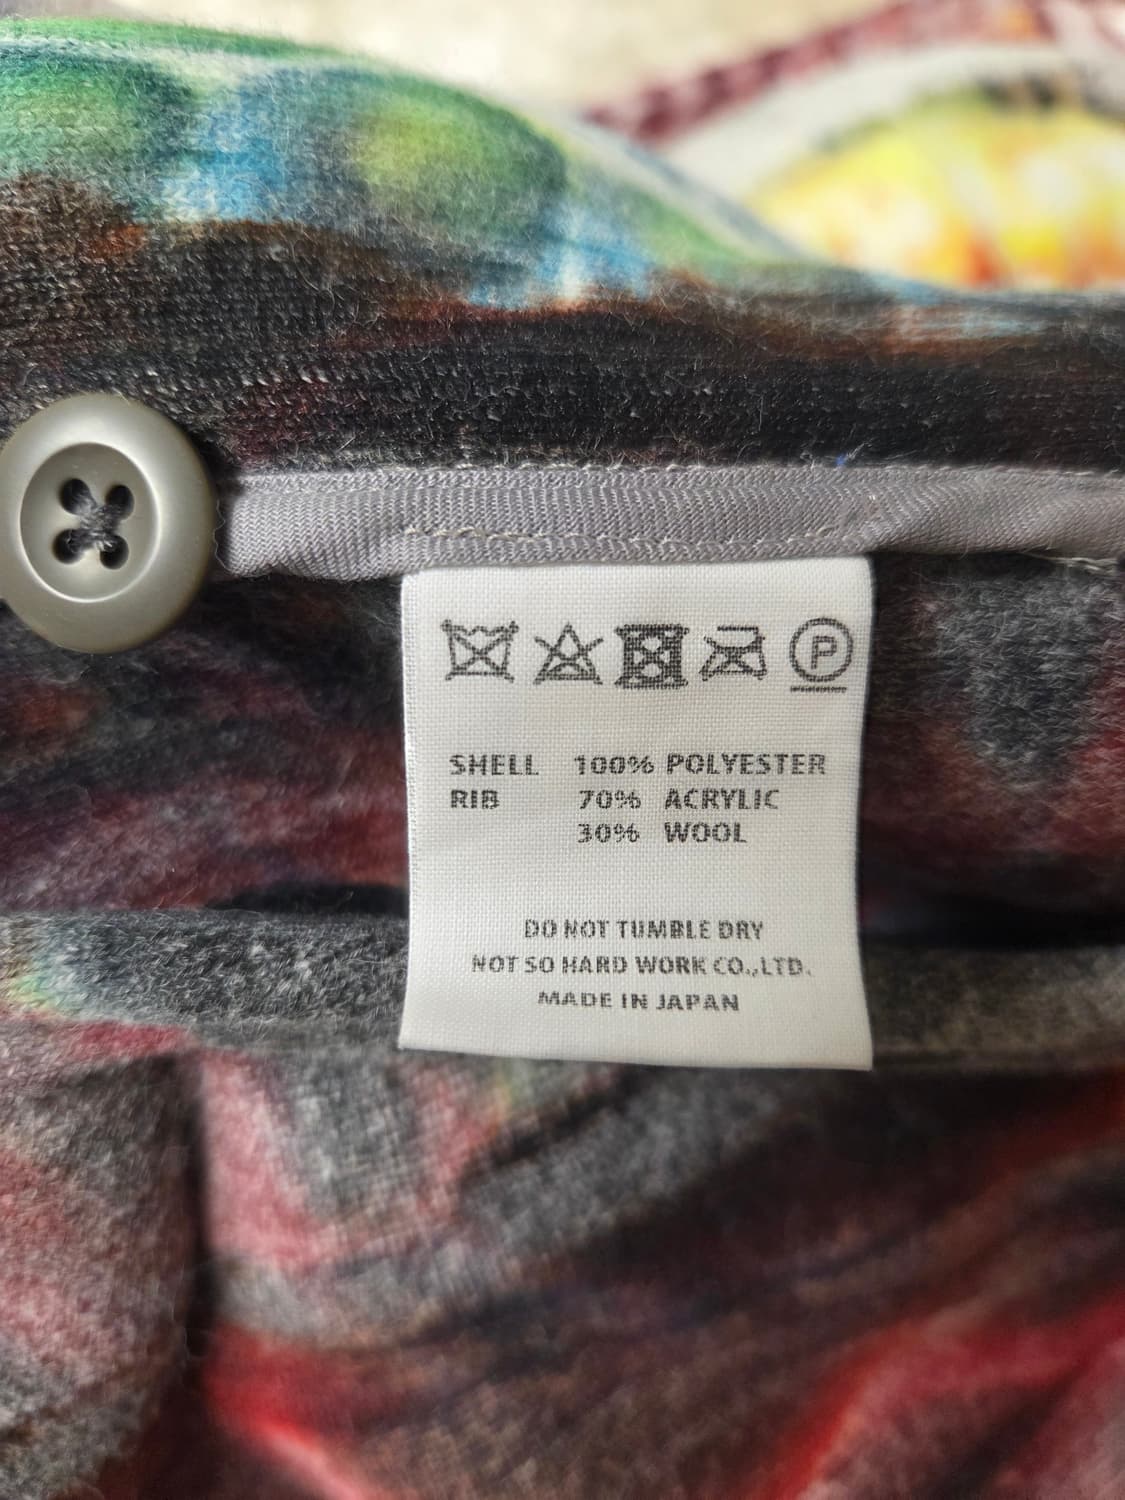 P
SHELL 100% POLYESTER
RIB 70% ACRYLIC
30% WOOL
DO NOT TUMBLE DRY
NOT SO HARD WORK CO.,LTD.
MADE IN JAPAN